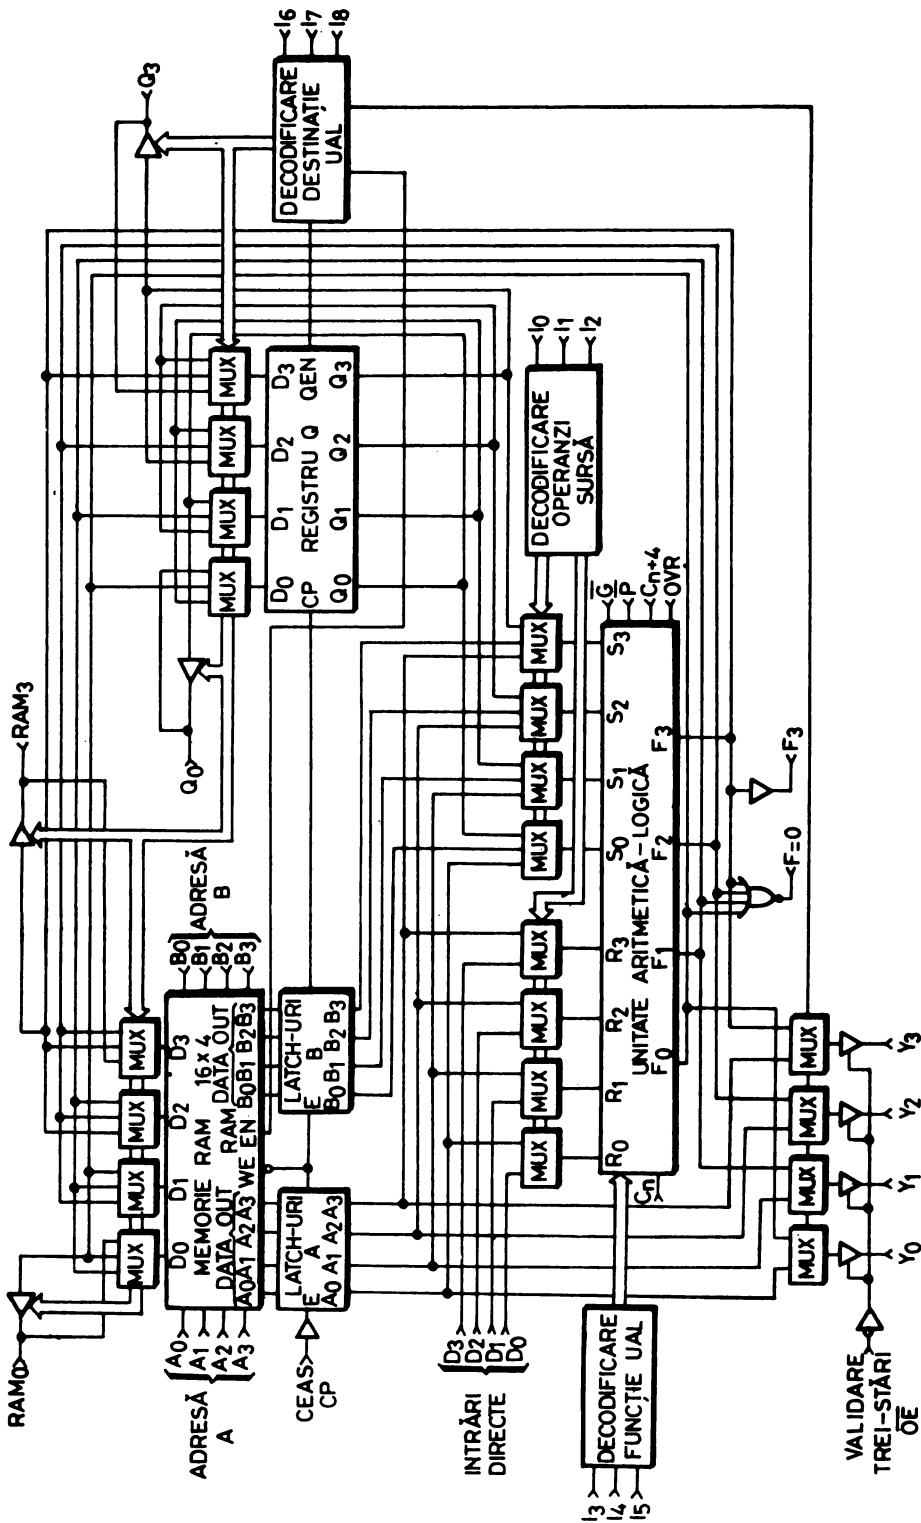 RAM0
RAM3
Q0
Q3
ADRESĂ
A
A0
A1
A2
A3
ADRESĂ
B
B0
B1
B2
B3
MUX
MUX
MUX
MUX
D0 D1 D2 D3
MEMORIE RAM 16x4
RAM
DATA OUT DATA OUT
A0 A1 A2 A3 WE EN B0 B1 B2 B3
CEAS
CP
LATCH-URI
E A
A0 A1 A2 A3
LATCH-URI
E B
B0 B1 B2 B3
MUX
MUX
MUX
MUX
D0 D1 D2 D3
CP REGISTRU Q QEN
Q0 Q1 Q2 Q3
DECODIFICARE
DESTINAȚIE
UAL
I6
I7
I8
INTRĂRI
DIRECTE
D3
D2
D1
D0
MUX
MUX
MUX
MUX
MUX
MUX
MUX
MUX
DECODIFICARE
OPERANZI
SURSĂ
I0
I1
I2
I3
I4
I5
DECODIFICARE
FUNCȚIE UAL
Cn
R0 R1 R2 R3 S0 S1 S2 S3
UNITATE ARITMETICĂ-LOGICĂ
F0 F1 F2 F3
G̅
P̅
Cn+4
OVR
F=0
F3
MUX
MUX
MUX
MUX
VALIDARE
TREI-STĂRI
O̅E̅
Y0 Y1 Y2 Y3